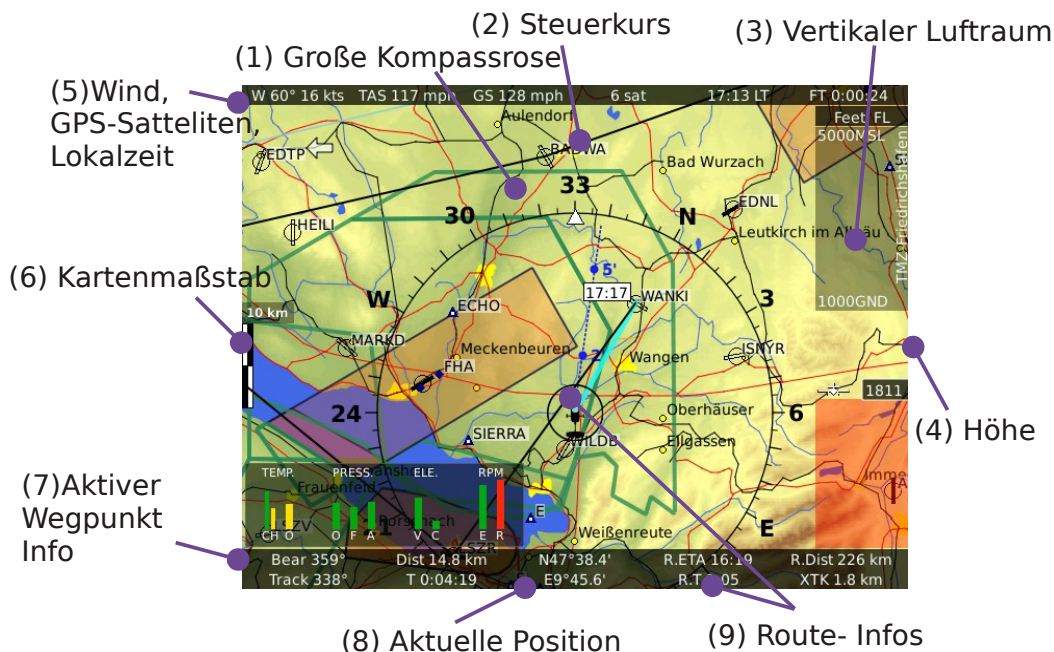 (2) Steuerkurs
(3) Vertikaler Luftraum
(1) Große Kompassrose
(5)Wind,
GPS-Satteliten,
Lokalzeit
W 60° 16 kts TAS 117 mph GS 128 mph 6 sat 17:13 LT FT 0:00:24
Feet, FL
5000MSL
TMZ Friedrichshafen
Aulendorf
EDTP
BADWA
Bad Wurzach
33
30
N
EDNL
HEILI
Leutkirch im Allgäu
(6) Kartenmaßstab
5'
17:17
WANKI
W
3
1000GND
10 km
ECHO
MARKD
Meckenbeuren
2'
Wangen
ISNYR
FHA
24
Oberhäuser
6
1811
(4) Höhe
SIERRA
WILDB
Ellgassen
TEMP. PRESS. ELE. RPM
Frauenfeld
Rorschach
E
Weißenreute
E
CH O O F A V C E R
(7)Aktiver
Wegpunkt
Info
Bear 359° Dist 14.8 km N47°38.4' R.ETA 16:19 R.Dist 226 km
Track 338° T 0:04:19 E9°45.6' XTK 1.8 km
(8) Aktuelle Position
(9) Route- Infos